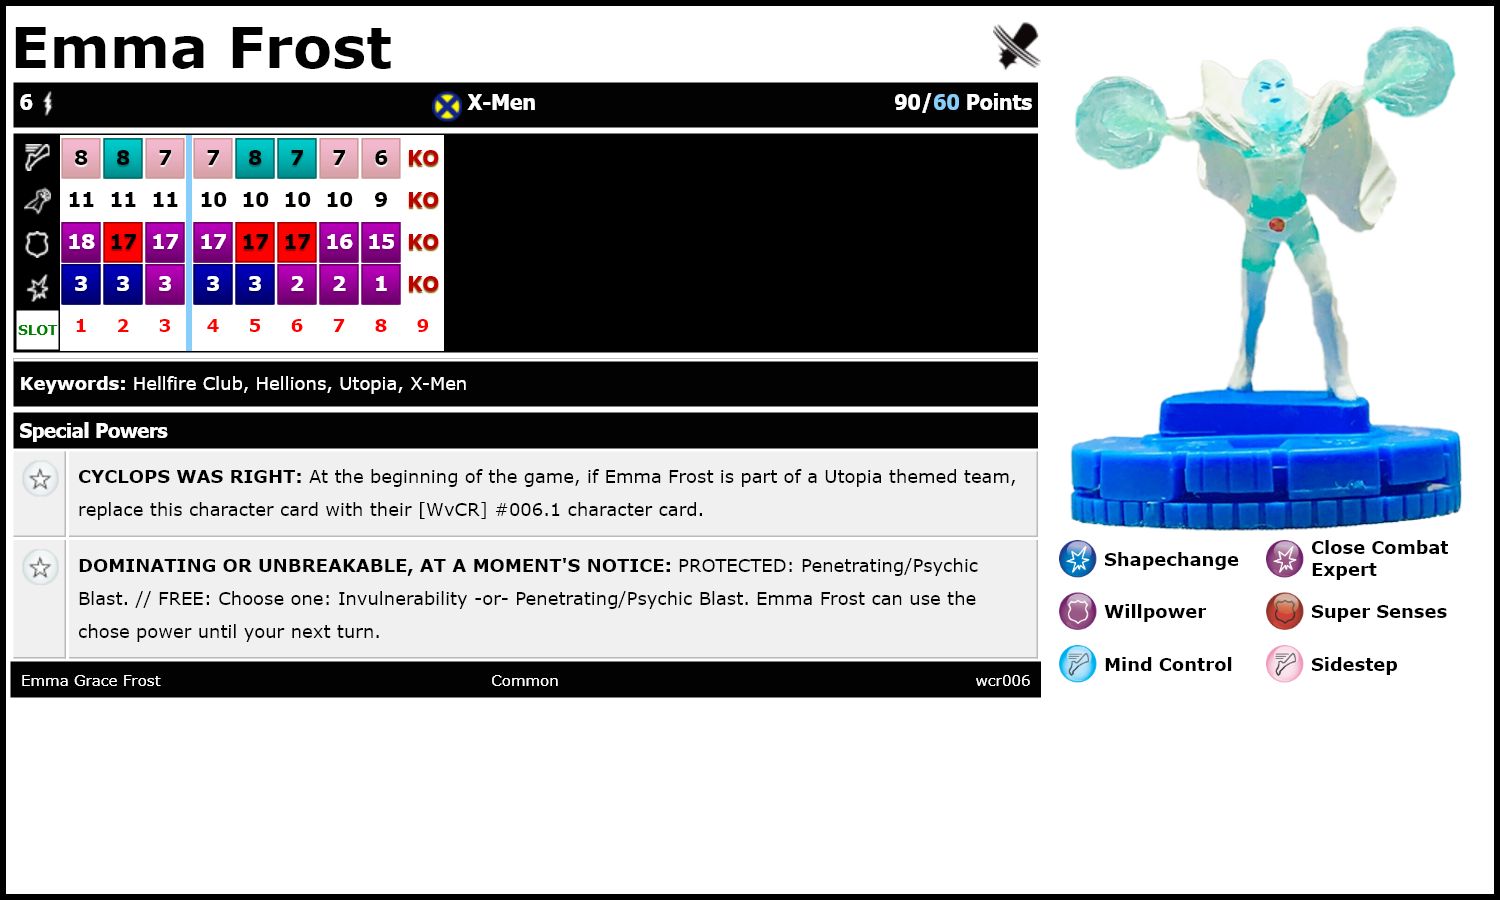 Emma Frost
6 X-Men 90/60 Points
8 8 7 7 8 7 7 6 KO
11 11 11 10 10 10 10 9 KO
18 17 17 17 17 17 16 15 KO
3 3 3 3 3 2 2 1 KO
SLOT 1 2 3 4 5 6 7 8 9
Keywords: Hellfire Club, Hellions, Utopia, X-Men
Special Powers
CYCLOPS WAS RIGHT: At the beginning of the game, if Emma Frost is part of a Utopia themed team,
replace this character card with their [WvCR] #006.1 character card.
DOMINATING OR UNBREAKABLE, AT A MOMENT'S NOTICE: PROTECTED: Penetrating/Psychic
Blast. // FREE: Choose one: Invulnerability -or- Penetrating/Psychic Blast. Emma Frost can use the
chose power until your next turn.
Emma Grace Frost Common wcr006
Shapechange
Close Combat
Expert
Willpower
Super Senses
Mind Control
Sidestep